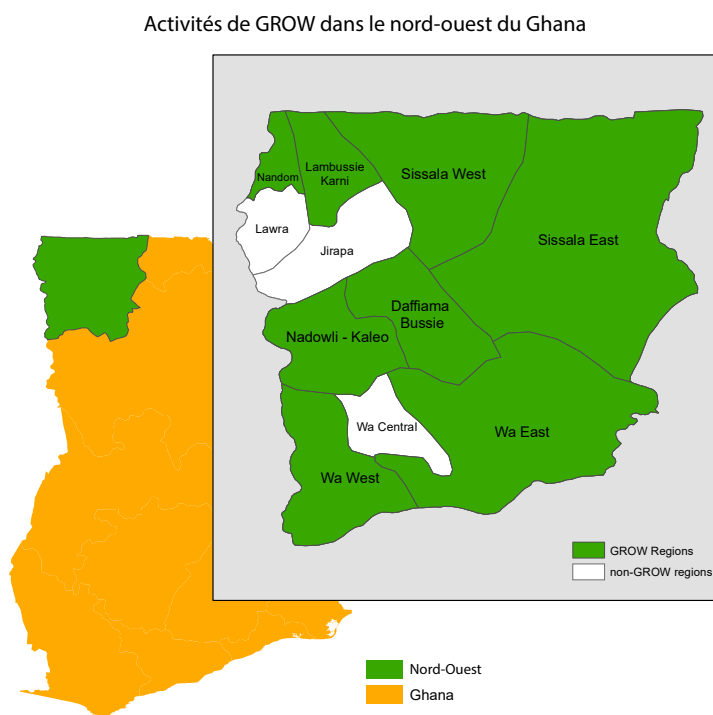 Activités de GROW dans le nord-ouest du Ghana
Nandom
Lambussie
Karni
Sissala West
Lawra
Jirapa
Sissala East
Daffiama
Bussie
Nadowli - Kaleo
Wa Central
Wa East
Wa West
GROW Regions
non-GROW regions
Nord-Ouest
Ghana